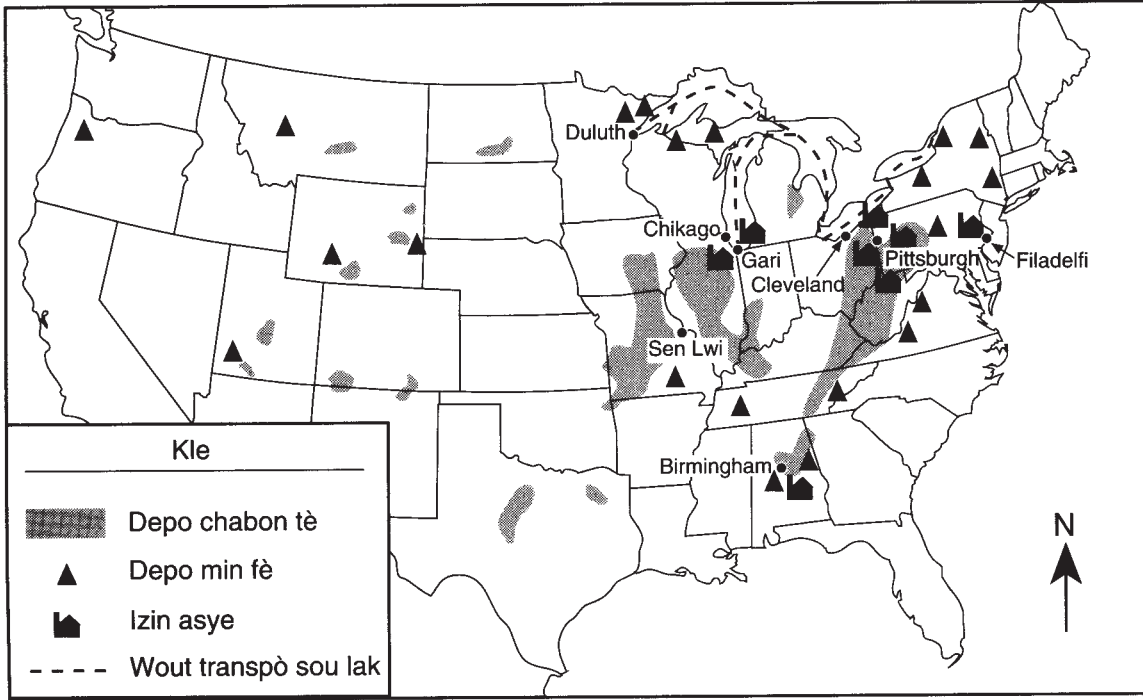 Duluth
Chikago
Gari
Cleveland
Pittsburgh
Filadelfi
Sen Lwi
Birmingham
Kle
Depo chabon tè
Depo min fè
Izin asye
Wout transpò sou lak
N